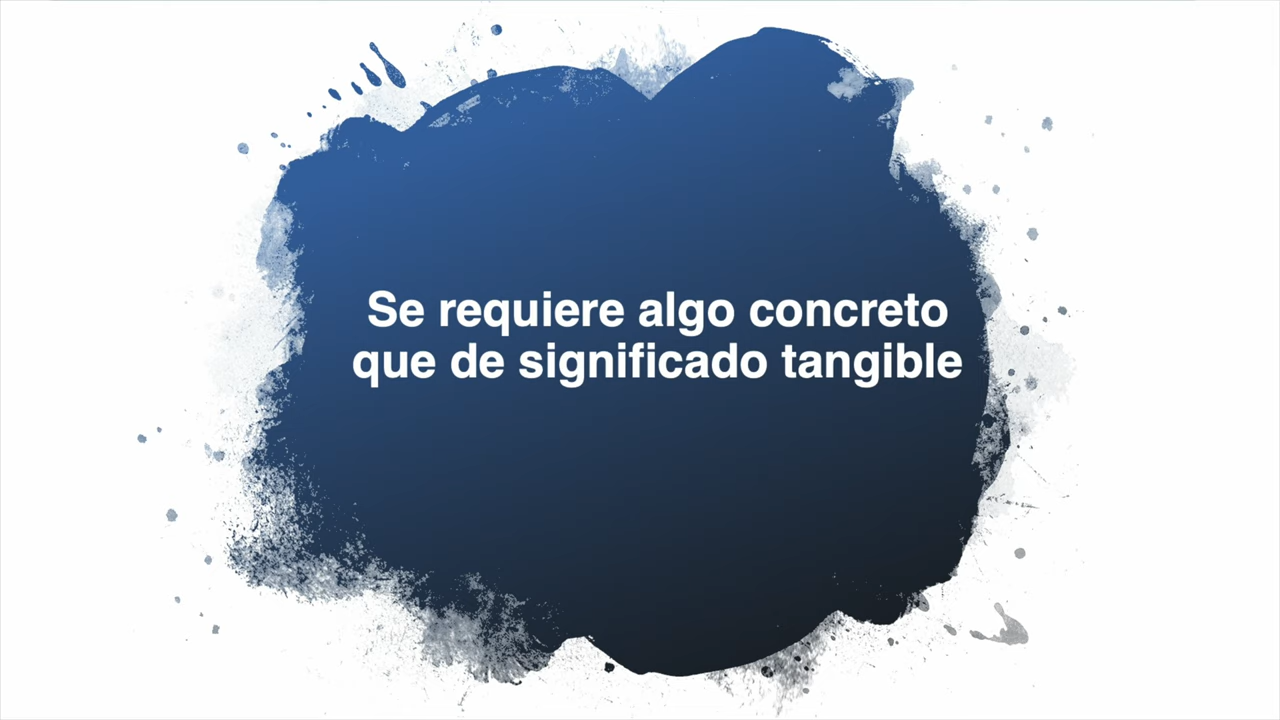 Se requiere algo concreto
que de significado tangible